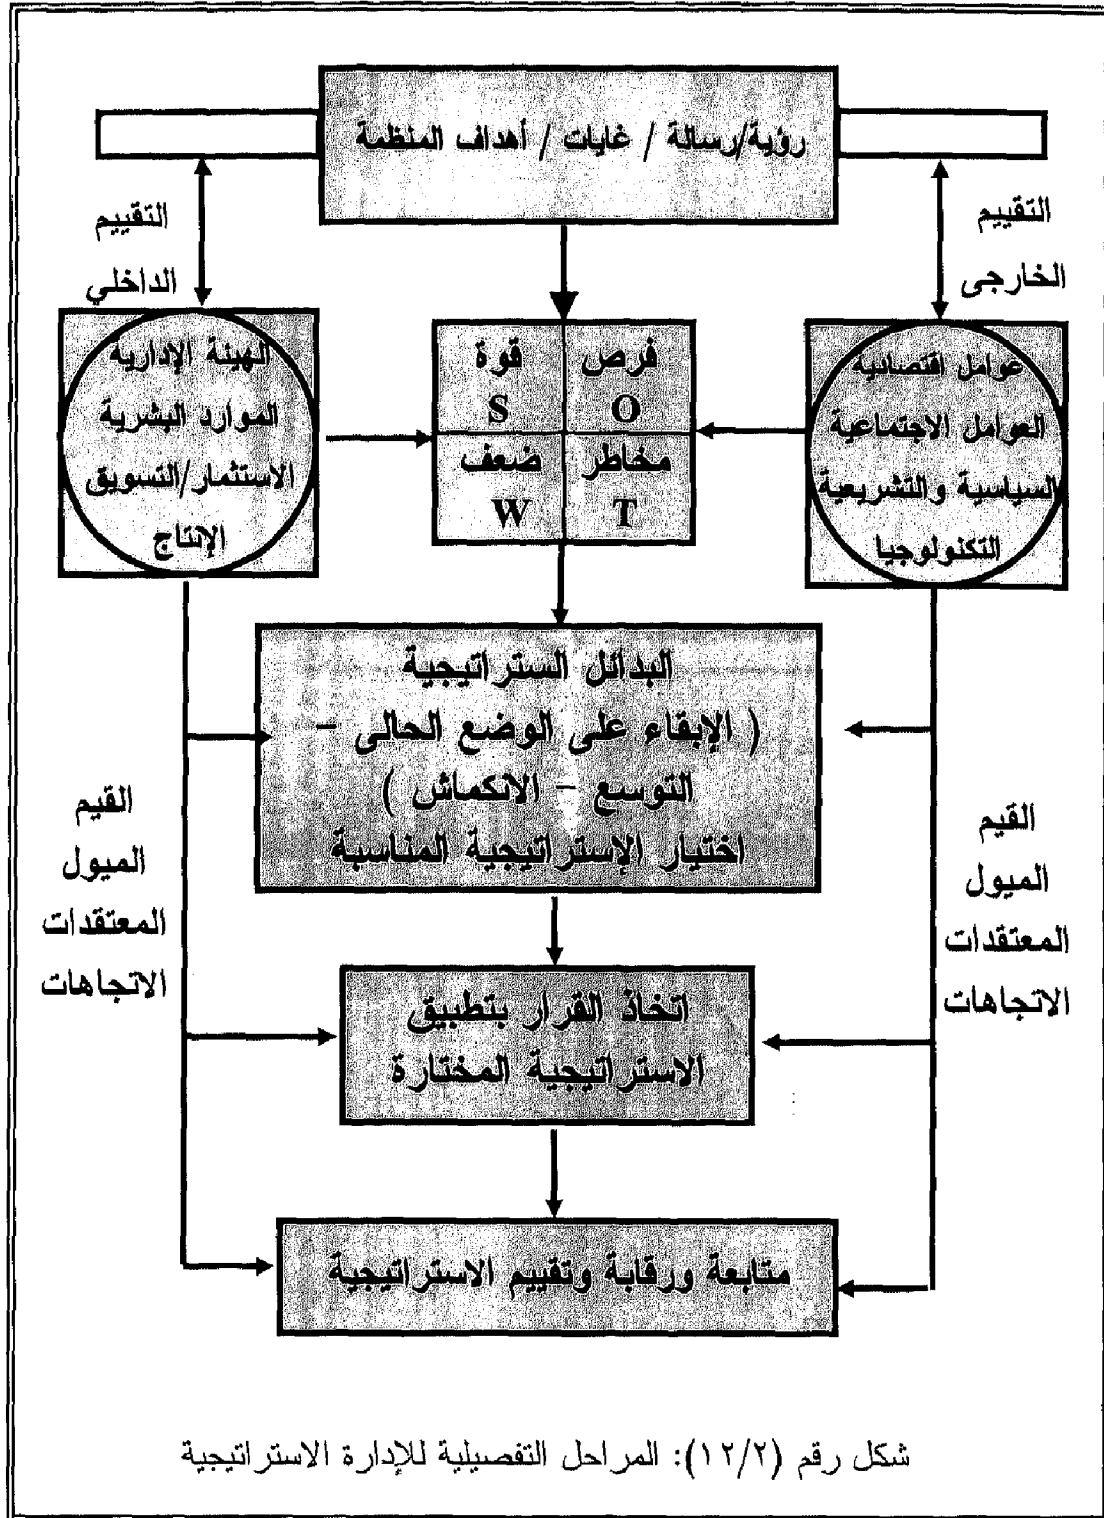 رؤية/رسالة / غايات / أهداف المنظمة
التقييم
الخارجى
التقييم
الداخلي
عوامل اقتصادية
العوامل الاجتماعية
السياسية والتشريعية
التكنولوجيا
فرص
O
قوة
S
مخاطر
T
ضعف
W
الهيئة الإدارية
الموارد البشرية
الاستثمار/التسويق
الإنتاج
البدائل الستراتيجية
( الإبقاء على الوضع الحالى –
التوسع – الانكماش )
اختيار الإستراتيجية المناسبة
القيم
الميول
المعتقدات
الاتجاهات
القيم
الميول
المعتقدات
الاتجاهات
اتخاذ القرار بتطبيق
الاستراتيجية المختارة
متابعة ورقابة وتقييم الاستراتيجية
شكل رقم (١٢/٢): المراحل التفصيلية للإدارة الاستراتيجية